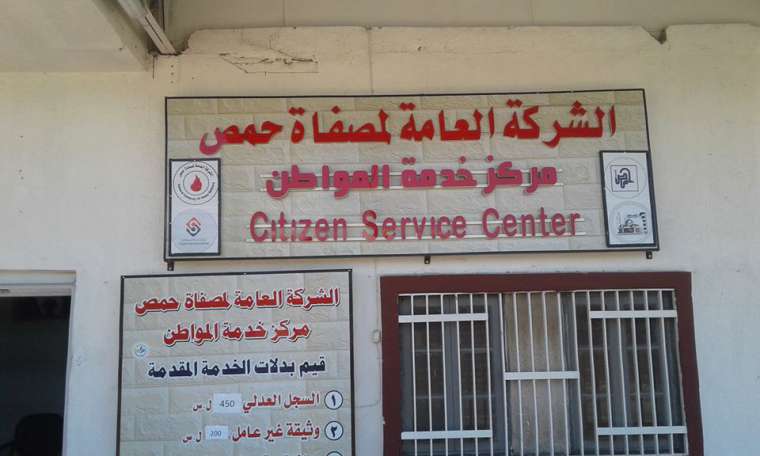 الشركة العامة لمصفاة حمص
مركز خدمة المواطن
Citizen Service Center
الشركة العامة لمصفاة حمص
مركز خدمة المواطن
قيم بدلات الخدمة المقدمة
١ السجل العدلي 450 ل س
٢ وثيقة غير عامل 200 ل س